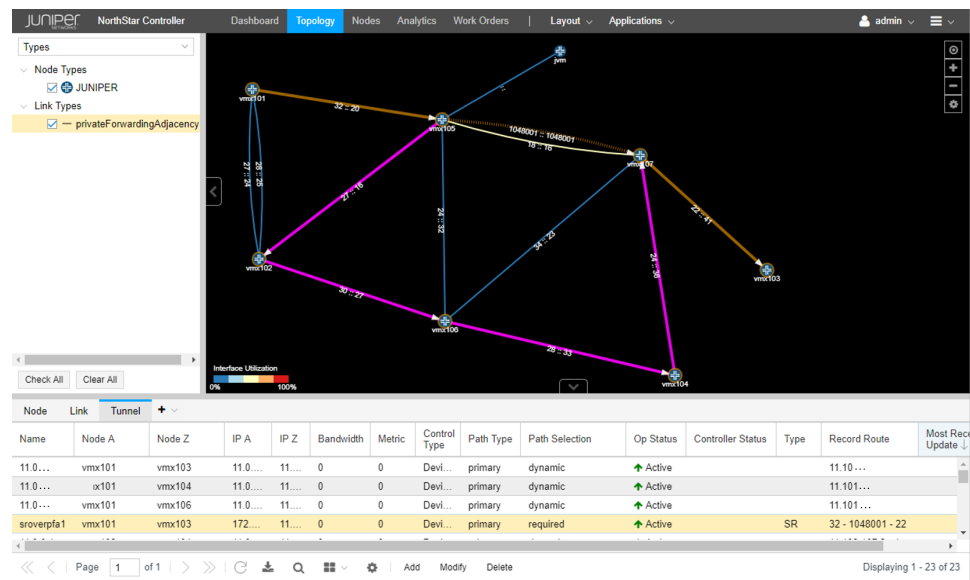 JUNIPER NETWORKS NorthStar Controller Dashboard Topology Nodes Analytics Work Orders | Layout Applications admin
Types
Node Types
JUNIPER
Link Types
privateForwardingAdjacency
Check All Clear All
jvm
vmx101
32 :: 20
vmx105
1048001 :: 1048001
18 :: 16
vmx107
27 :: 24
28 :: 25
27 :: 16
24 :: 32
34 :: 23
22 :: 41
24 :: 36
vmx102
vmx103
30 :: 27
vmx106
28 :: 33
vmx104
Interface Utilization
0% 100%
Node Link Tunnel +
Name Node A Node Z IP A IP Z Bandwidth Metric Control Type Path Type Path Selection Op Status Controller Status Type Record Route Most Rece Update
11.0... vmx101 vmx103 11.0.... 11.... 0 0 Devi... primary dynamic Active 11.10...
11.0... ıx101 vmx104 11.0.... 11.... 0 0 Devi... primary dynamic Active 11.101...
11.0... vmx101 vmx106 11.0.... 11.... 0 0 Devi... primary dynamic Active 11.101...
sroverpfa1 vmx101 vmx103 172.... 11.... 0 0 Devi... primary required Active SR 32 - 1048001 - 22
Page 1 of 1 Add Modify Delete Displaying 1 - 23 of 23